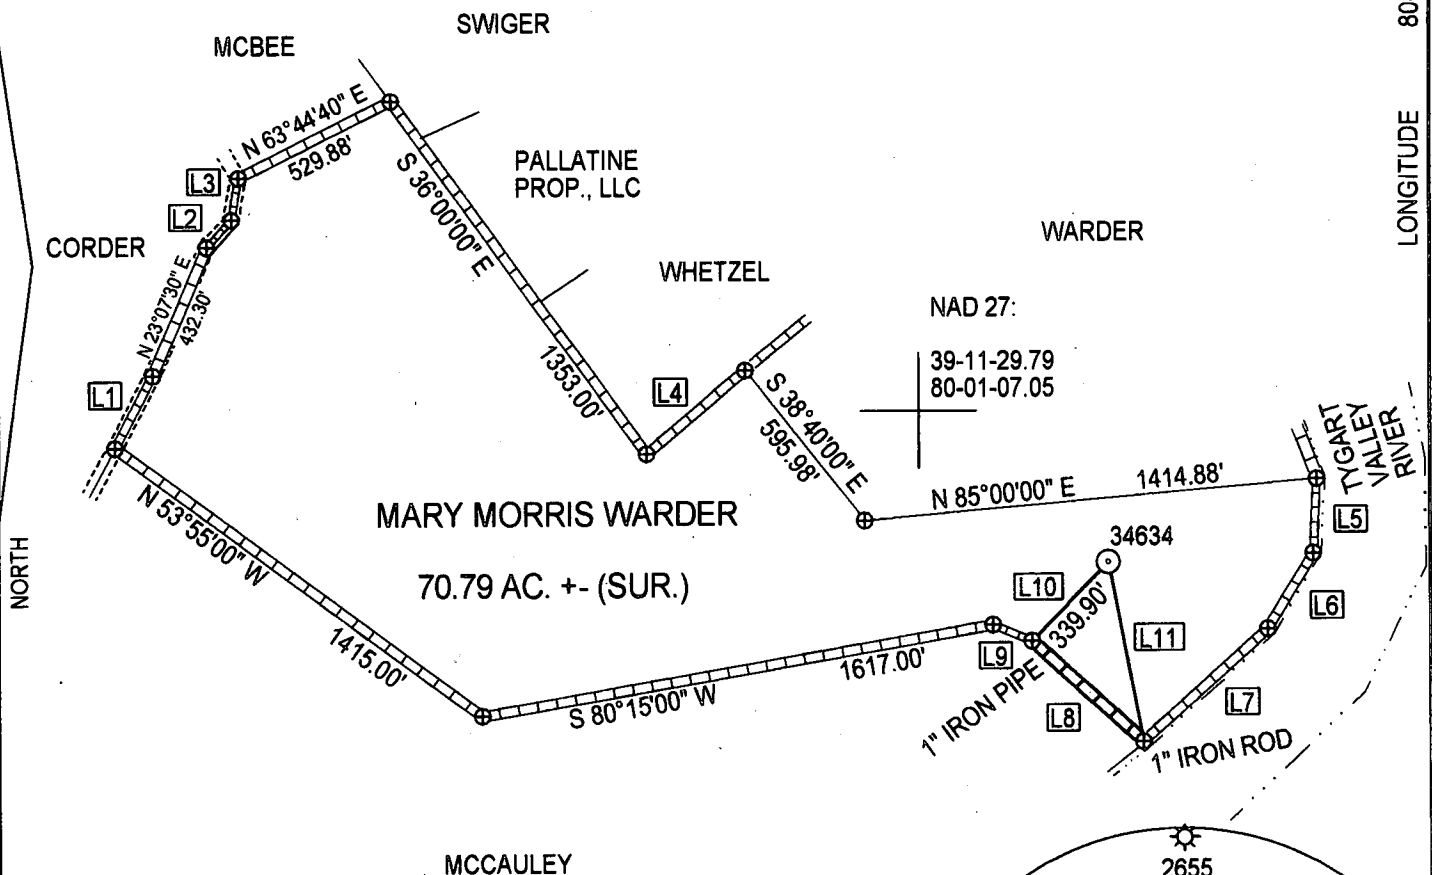 SWIGER
MCBEE
80
LONGITUDE
N 63°44'40" E
529.88'
L3
L2
CORDER
PALLATINE
PROP., LLC
S 36°00'00" E
WARDER
WHETZEL
N 23°07'30" E
432.30'
NAD 27:
39-11-29.79
80-01-07.05
1353.00'
L1
L4
S 38°40'00" E
595.98'
TYGART
VALLEY
RIVER
N 85°00'00" E
1414.88'
N 53°55'00" W
MARY MORRIS WARDER
L5
34634
NORTH
70.79 AC. +- (SUR.)
L10
339.90'
L6
L11
1415.00'
1617.00'
L9
S 80°15'00" W
1" IRON PIPE
L8
L7
1" IRON ROD
MCCAULEY
2655